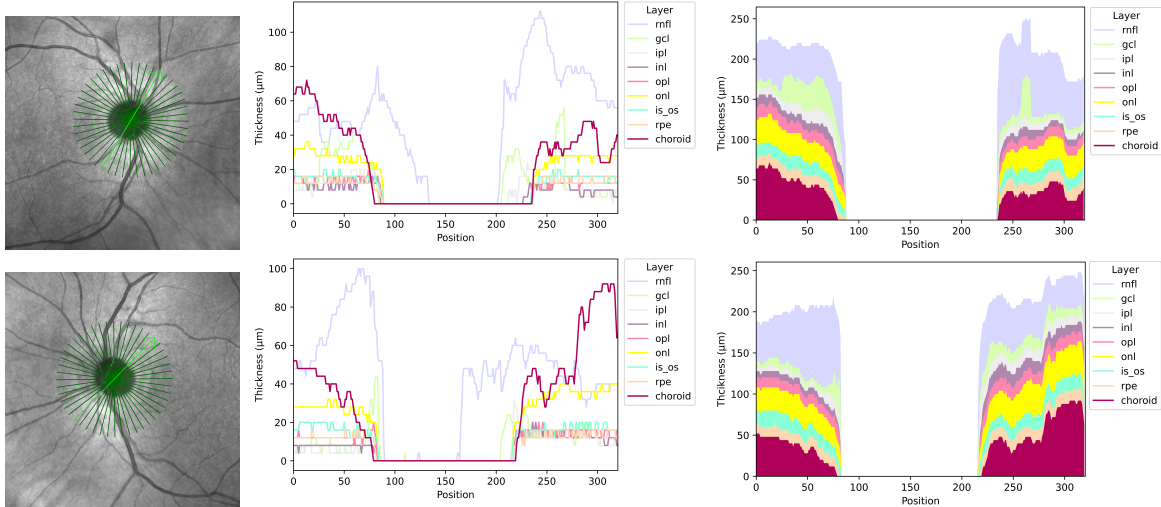 Thickness (μm)
100
80
60
40
20
0
0 50 100 150 200 250 300
Position
Layer
rnfl
gcl
ipl
inl
opl
onl
is_os
rpe
choroid
Thcikness (μm)
250
200
150
100
50
0
0 50 100 150 200 250 300
Position
Layer
rnfl
gcl
ipl
inl
opl
onl
is_os
rpe
choroid
Thickness (μm)
100
80
60
40
20
0
0 50 100 150 200 250 300
Position
Layer
rnfl
gcl
ipl
inl
opl
onl
is_os
rpe
choroid
Thcikness (μm)
250
200
150
100
50
0
0 50 100 150 200 250 300
Position
Layer
rnfl
gcl
ipl
inl
opl
onl
is_os
rpe
choroid